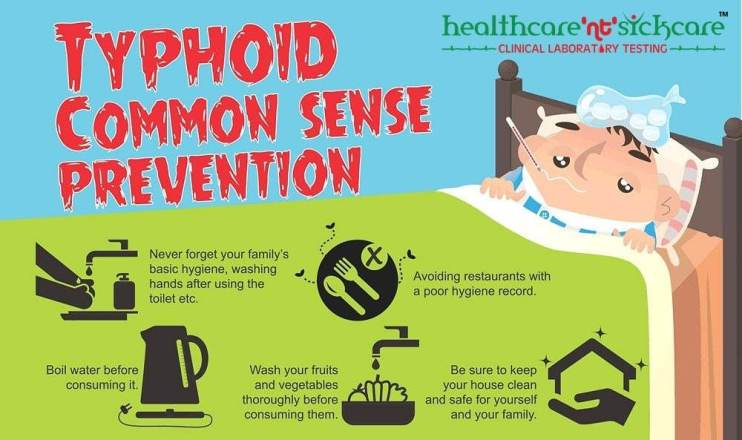 healthcare'nt'sickcare™
CLINICAL LABORATORY TESTING
TYPHOID
COMMON SENSE
PREVENTION
Never forget your family's
basic hygiene, washing
hands after using the
toilet etc.
Avoiding restaurants with
a poor hygiene record.
Boil water before
consuming it.
Wash your fruits
and vegetables
thoroughly before
consuming them.
Be sure to keep
your house clean
and safe for yourself
and your family.